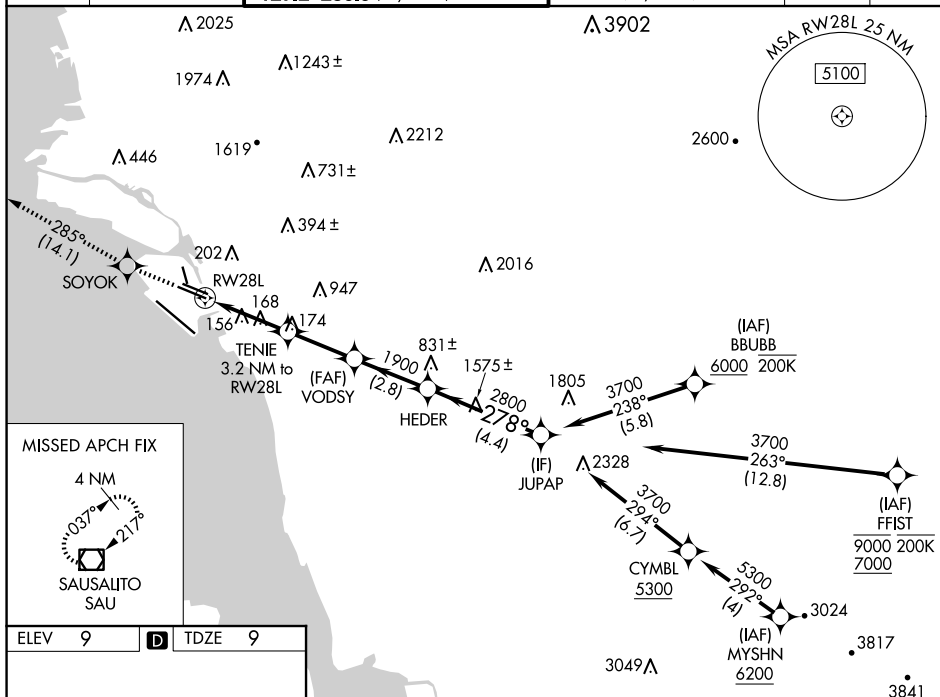 2025
3902
MSA RW28L 25 NM
5100
1243±
1974
2212
1619
2600
446
731±
394±
285°
(14.1)
202
2016
SOYOK
RW28L
947
168
156
174
(IAF)
BBUBB
6000 200K
TENIE
3.2 NM to
RW28L
831±
1575±
1900
(2.8)
(FAF)
VODSY
1805
3700
238°
(5.8)
HEDER
2800
278°
(4.4)
3700
263°
(12.8)
(IF)
JUPAP
2328
(IAF)
FFIST
9000 200K
7000
MISSED APCH FIX
4 NM
037°
217°
SAUSALITO
SAU
3700
294°
(6.7)
CYMBL
5300
5300
292°
(4)
3024
(IAF)
MYSHN
6200
ELEV 9
D
TDZE 9
3817
3049
3841